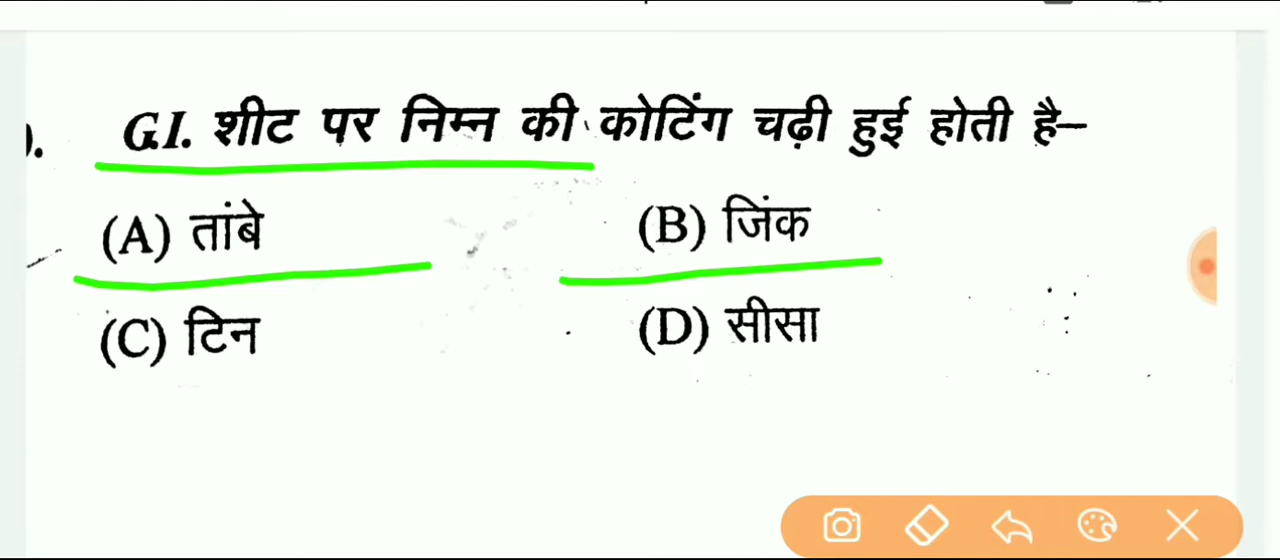 G.I. शीट पर निम्न की कोटिंग चढ़ी हुई होती है–
(A) तांबे (B) जिंक
(C) टिन (D) सीसा